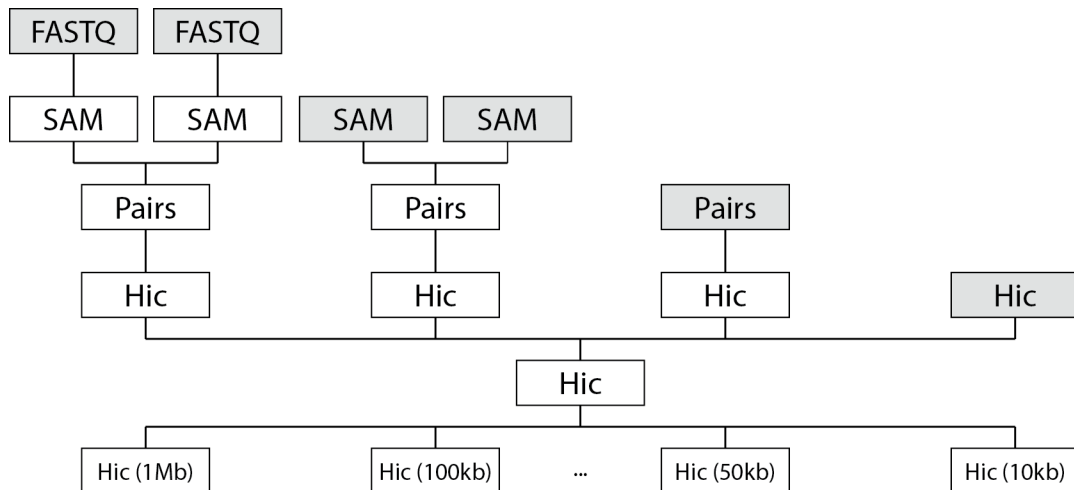 FASTQ FASTQ
SAM SAM SAM SAM
Pairs Pairs Pairs
Hic Hic Hic Hic
Hic
Hic (1Mb) Hic (100kb) ... Hic (50kb) Hic (10kb)